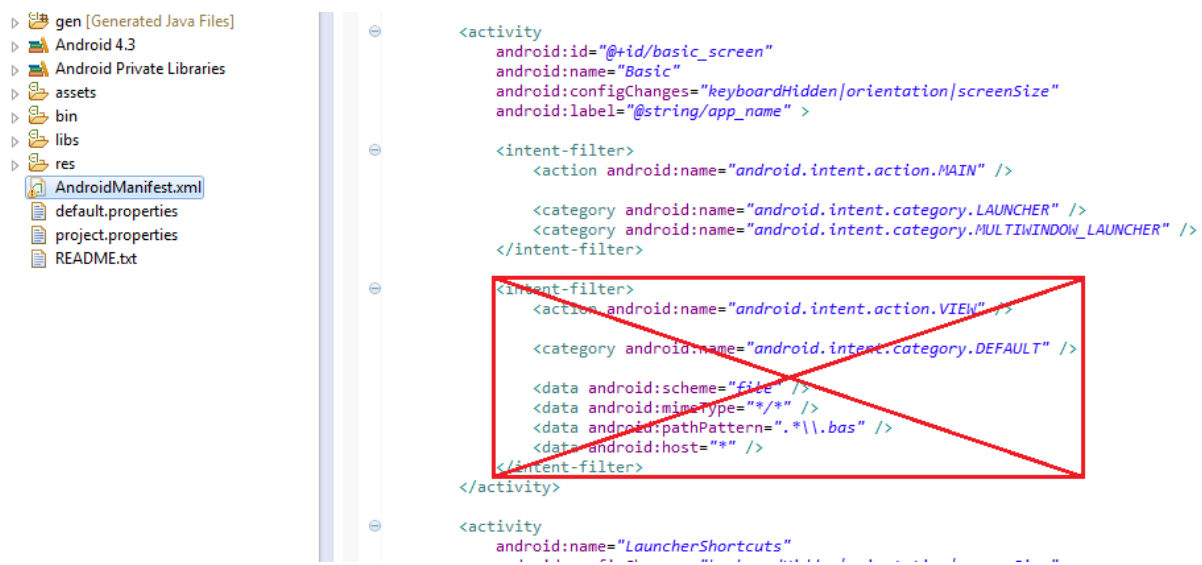 gen [Generated Java Files]
Android 4.3
Android Private Libraries
assets
bin
libs
res
AndroidManifest.xml
default.properties
project.properties
README.txt
<activity
android:id="@+id/basic_screen"
android:name="Basic"
android:configChanges="keyboardHidden|orientation|screenSize"
android:label="@string/app_name" >
<intent-filter>
<action android:name="android.intent.action.MAIN" />
<category android:name="android.intent.category.LAUNCHER" />
<category android:name="android.intent.category.MULTIWINDOW_LAUNCHER" />
</intent-filter>
<intent-filter>
<action android:name="android.intent.action.VIEW" />
<category android:name="android.intent.category.DEFAULT" />
<data android:scheme="file" />
<data android:mimeType="*/*" />
<data android:pathPattern=".*\\.bas" />
<data android:host="*" />
</intent-filter>
</activity>
<activity
android:name="LauncherShortcuts"